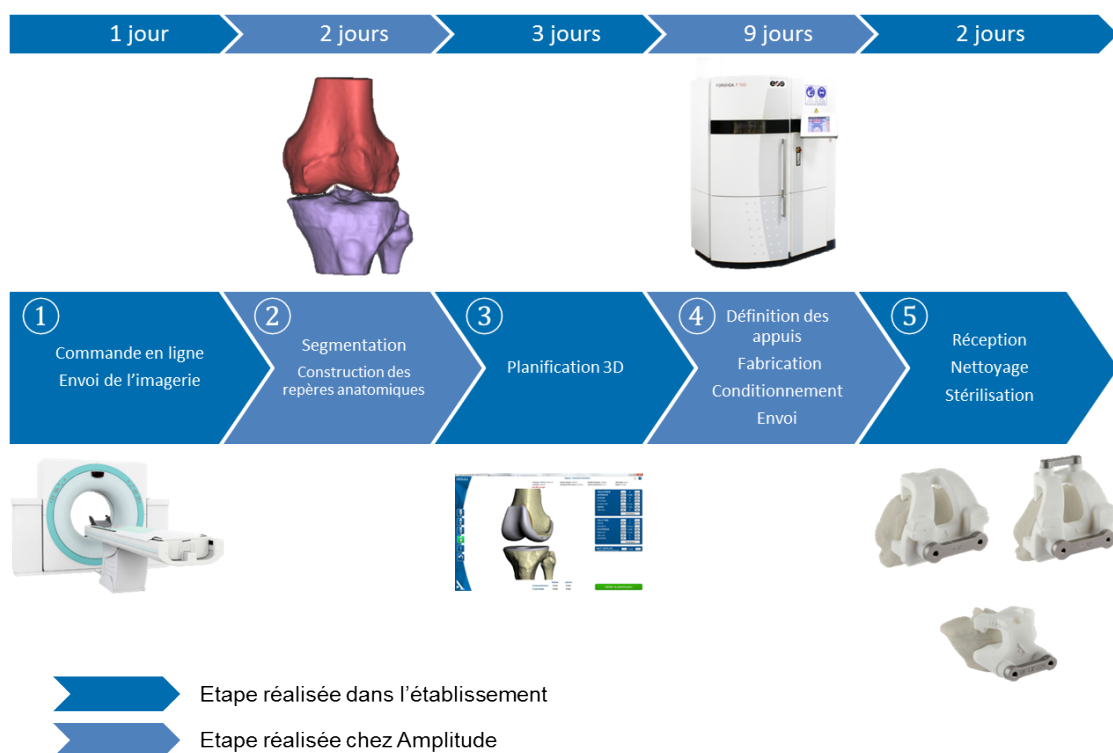 1 jour
2 jours
3 jours
9 jours
2 jours
eos
①
Commande en ligne
Envoi de l’imagerie
②
Segmentation
Construction des
repères anatomiques
③
Planification 3D
④
Définition des
appuis
Fabrication
Conditionnement
Envoi
⑤
Réception
Nettoyage
Stérilisation
Etape réalisée dans l’établissement
Etape réalisée chez Amplitude